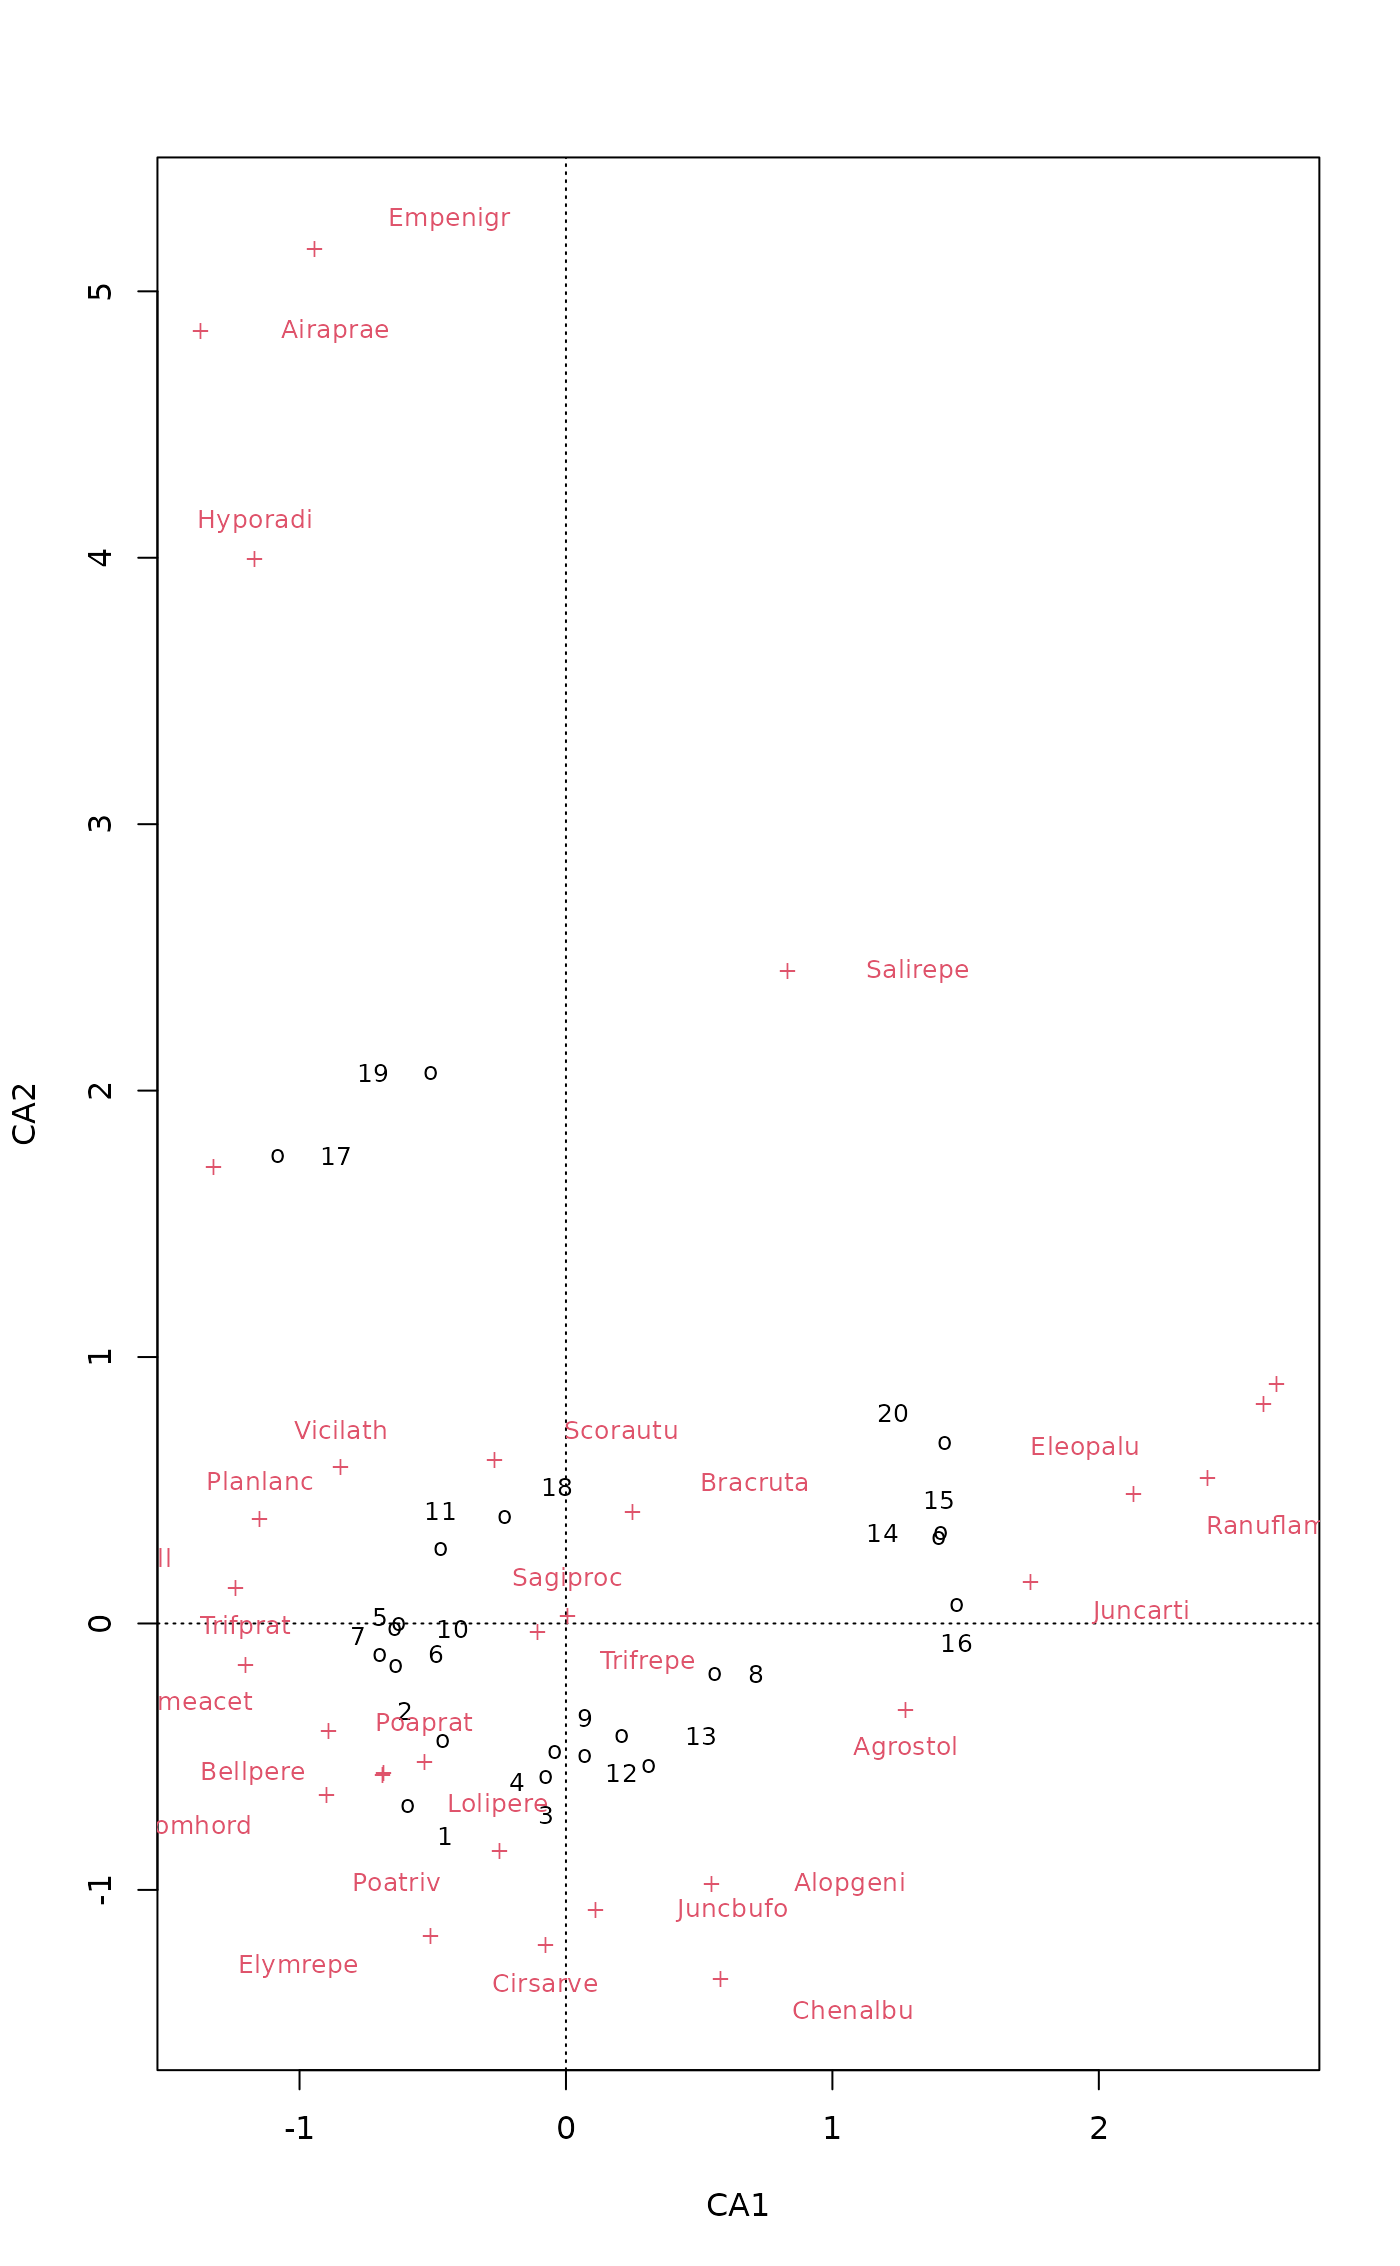 Empenigr
5
Airaprae
Hyporadi
4
3
Salirepe
19
2
CA2
17
1
20
Vicilath
Scorautu
Eleopalu
Planlanc
Bracruta
18
15
11
Ranuflam
14
ll
Sagiproc
Juncarti
5
0
Trifprat
10
7
16
6
Trifrepe
8
meacet
2
9
Poaprat
13
Agrostol
Bellpere
12
4
Lolipere
3
omhord
1
Poatriv
Alopgeni
-1
Juncbufo
Elymrepe
Cirsarve
Chenalbu
-1 0 1 2
CA1